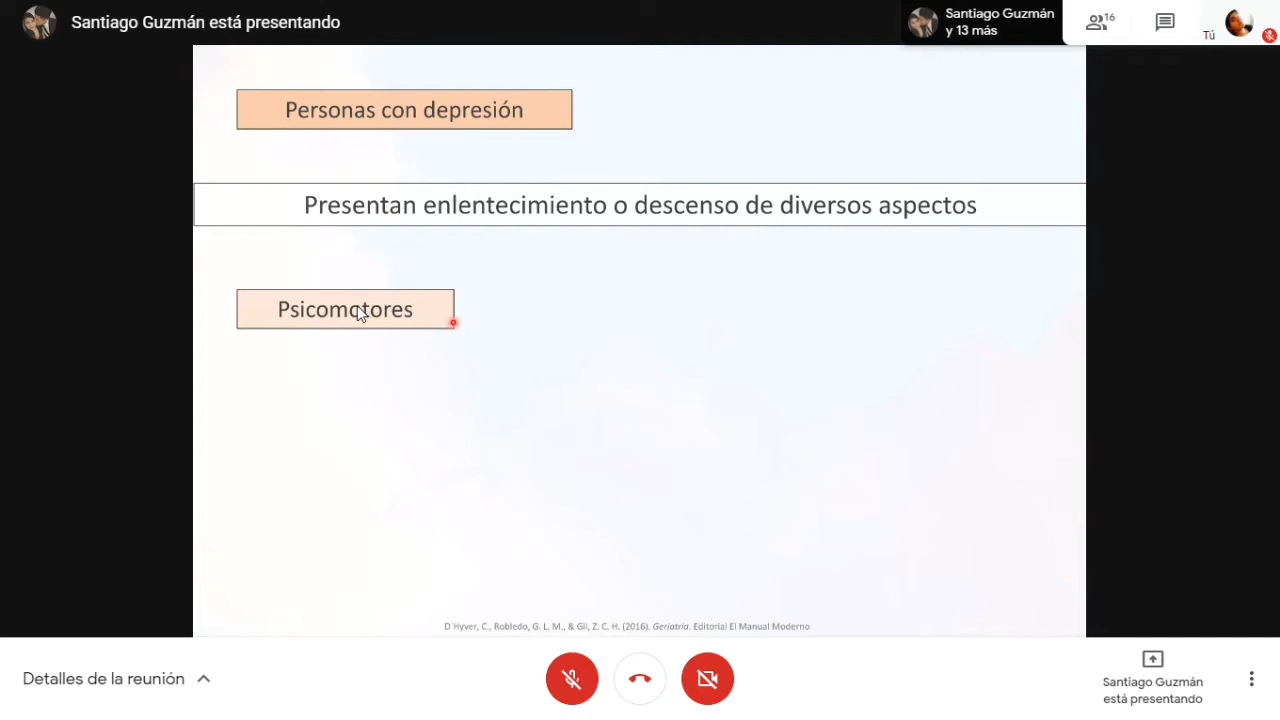 Santiago Guzmán está presentando
Santiago Guzmán
y 13 más
16
Tú
Personas con depresión
Presentan enlentecimiento o descenso de diversos aspectos
Psicomotores
D´Hyver, C., Robledo, G. L. M., & Gil, Z. C. H. (2016). Geriatría. Editorial El Manual Moderno
Detalles de la reunión
Santiago Guzmán
está presentando